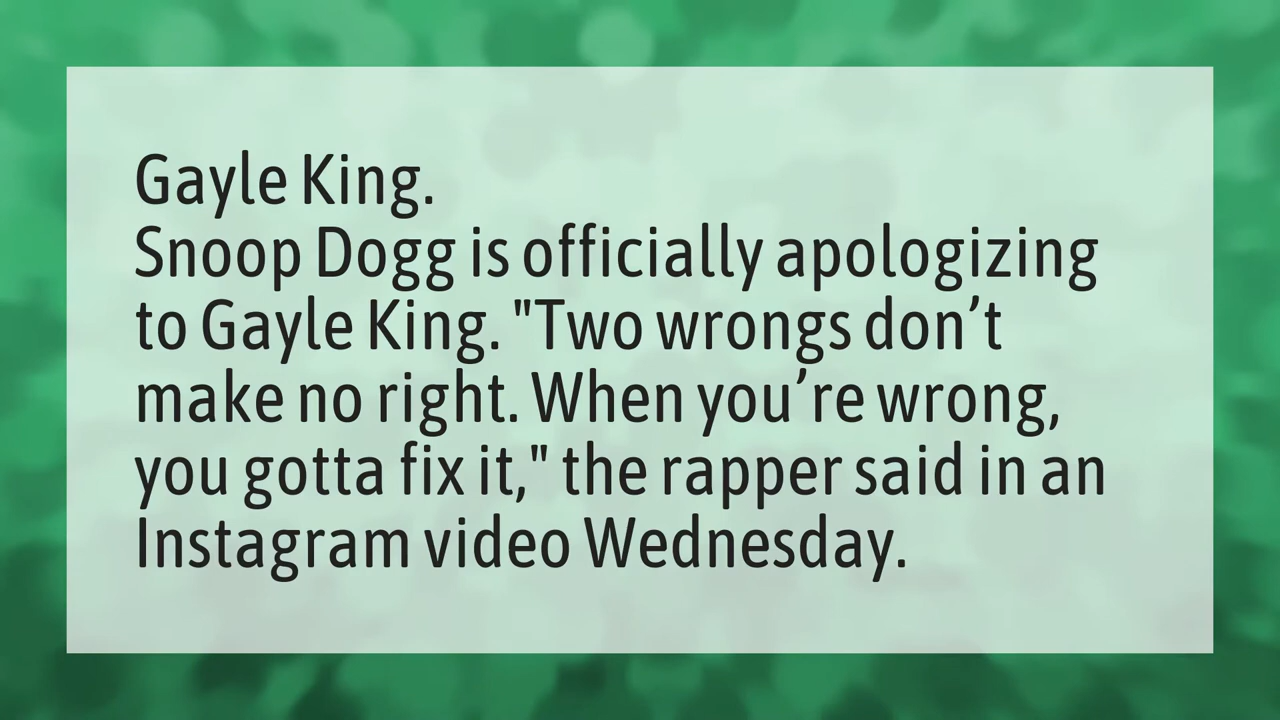 Gayle King.
Snoop Dogg is officially apologizing
to Gayle King. "Two wrongs don’t
make no right. When you’re wrong,
you gotta fix it," the rapper said in an
Instagram video Wednesday.